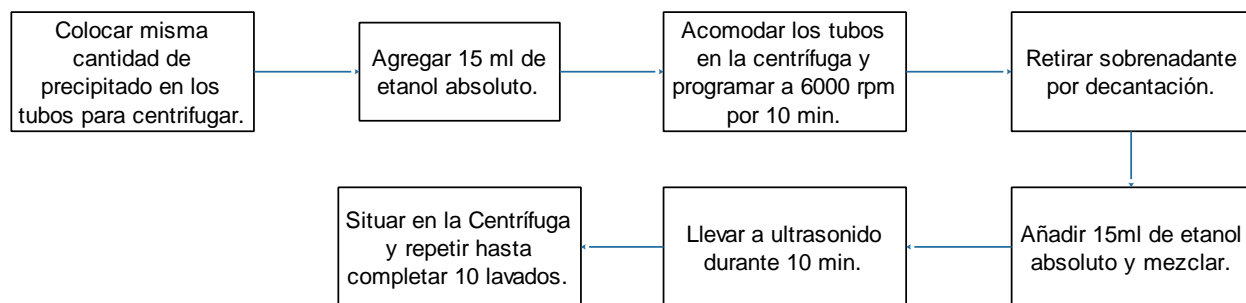 Colocar misma
cantidad de
precipitado en los
tubos para centrifugar.
Agregar 15 ml de
etanol absoluto.
Acomodar los tubos
en la centrífuga y
programar a 6000 rpm
por 10 min.
Retirar sobrenadante
por decantación.
Añadir 15ml de etanol
absoluto y mezclar.
Llevar a ultrasonido
durante 10 min.
Situar en la Centrífuga
y repetir hasta
completar 10 lavados.